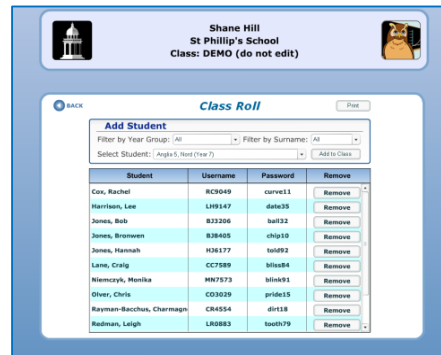 Shane Hill
St Phillip's School
Class: DEMO (do not edit)
BACK
Class Roll
Print
Add Student
Filter by Year Group: All Filter by Surname: All
Select Student: Anglia 5, Nord (Year 7) Add to Class
Student Username Password Remove
Cox, Rachel RC9049 curve11 Remove
Harrison, Lee LH9147 date35 Remove
Jones, Bob BJ3206 ball32 Remove
Jones, Bronwen BJ8405 chip10 Remove
Jones, Hannah HJ6177 told92 Remove
Lane, Craig CC7589 bliss84 Remove
Niemczyk, Monika MN7573 blink91 Remove
Olver, Chris CO3029 pride15 Remove
Rayman-Bacchus, Charmagn CR4554 dirt18 Remove
Redman, Leigh LR0883 tooth79 Remove